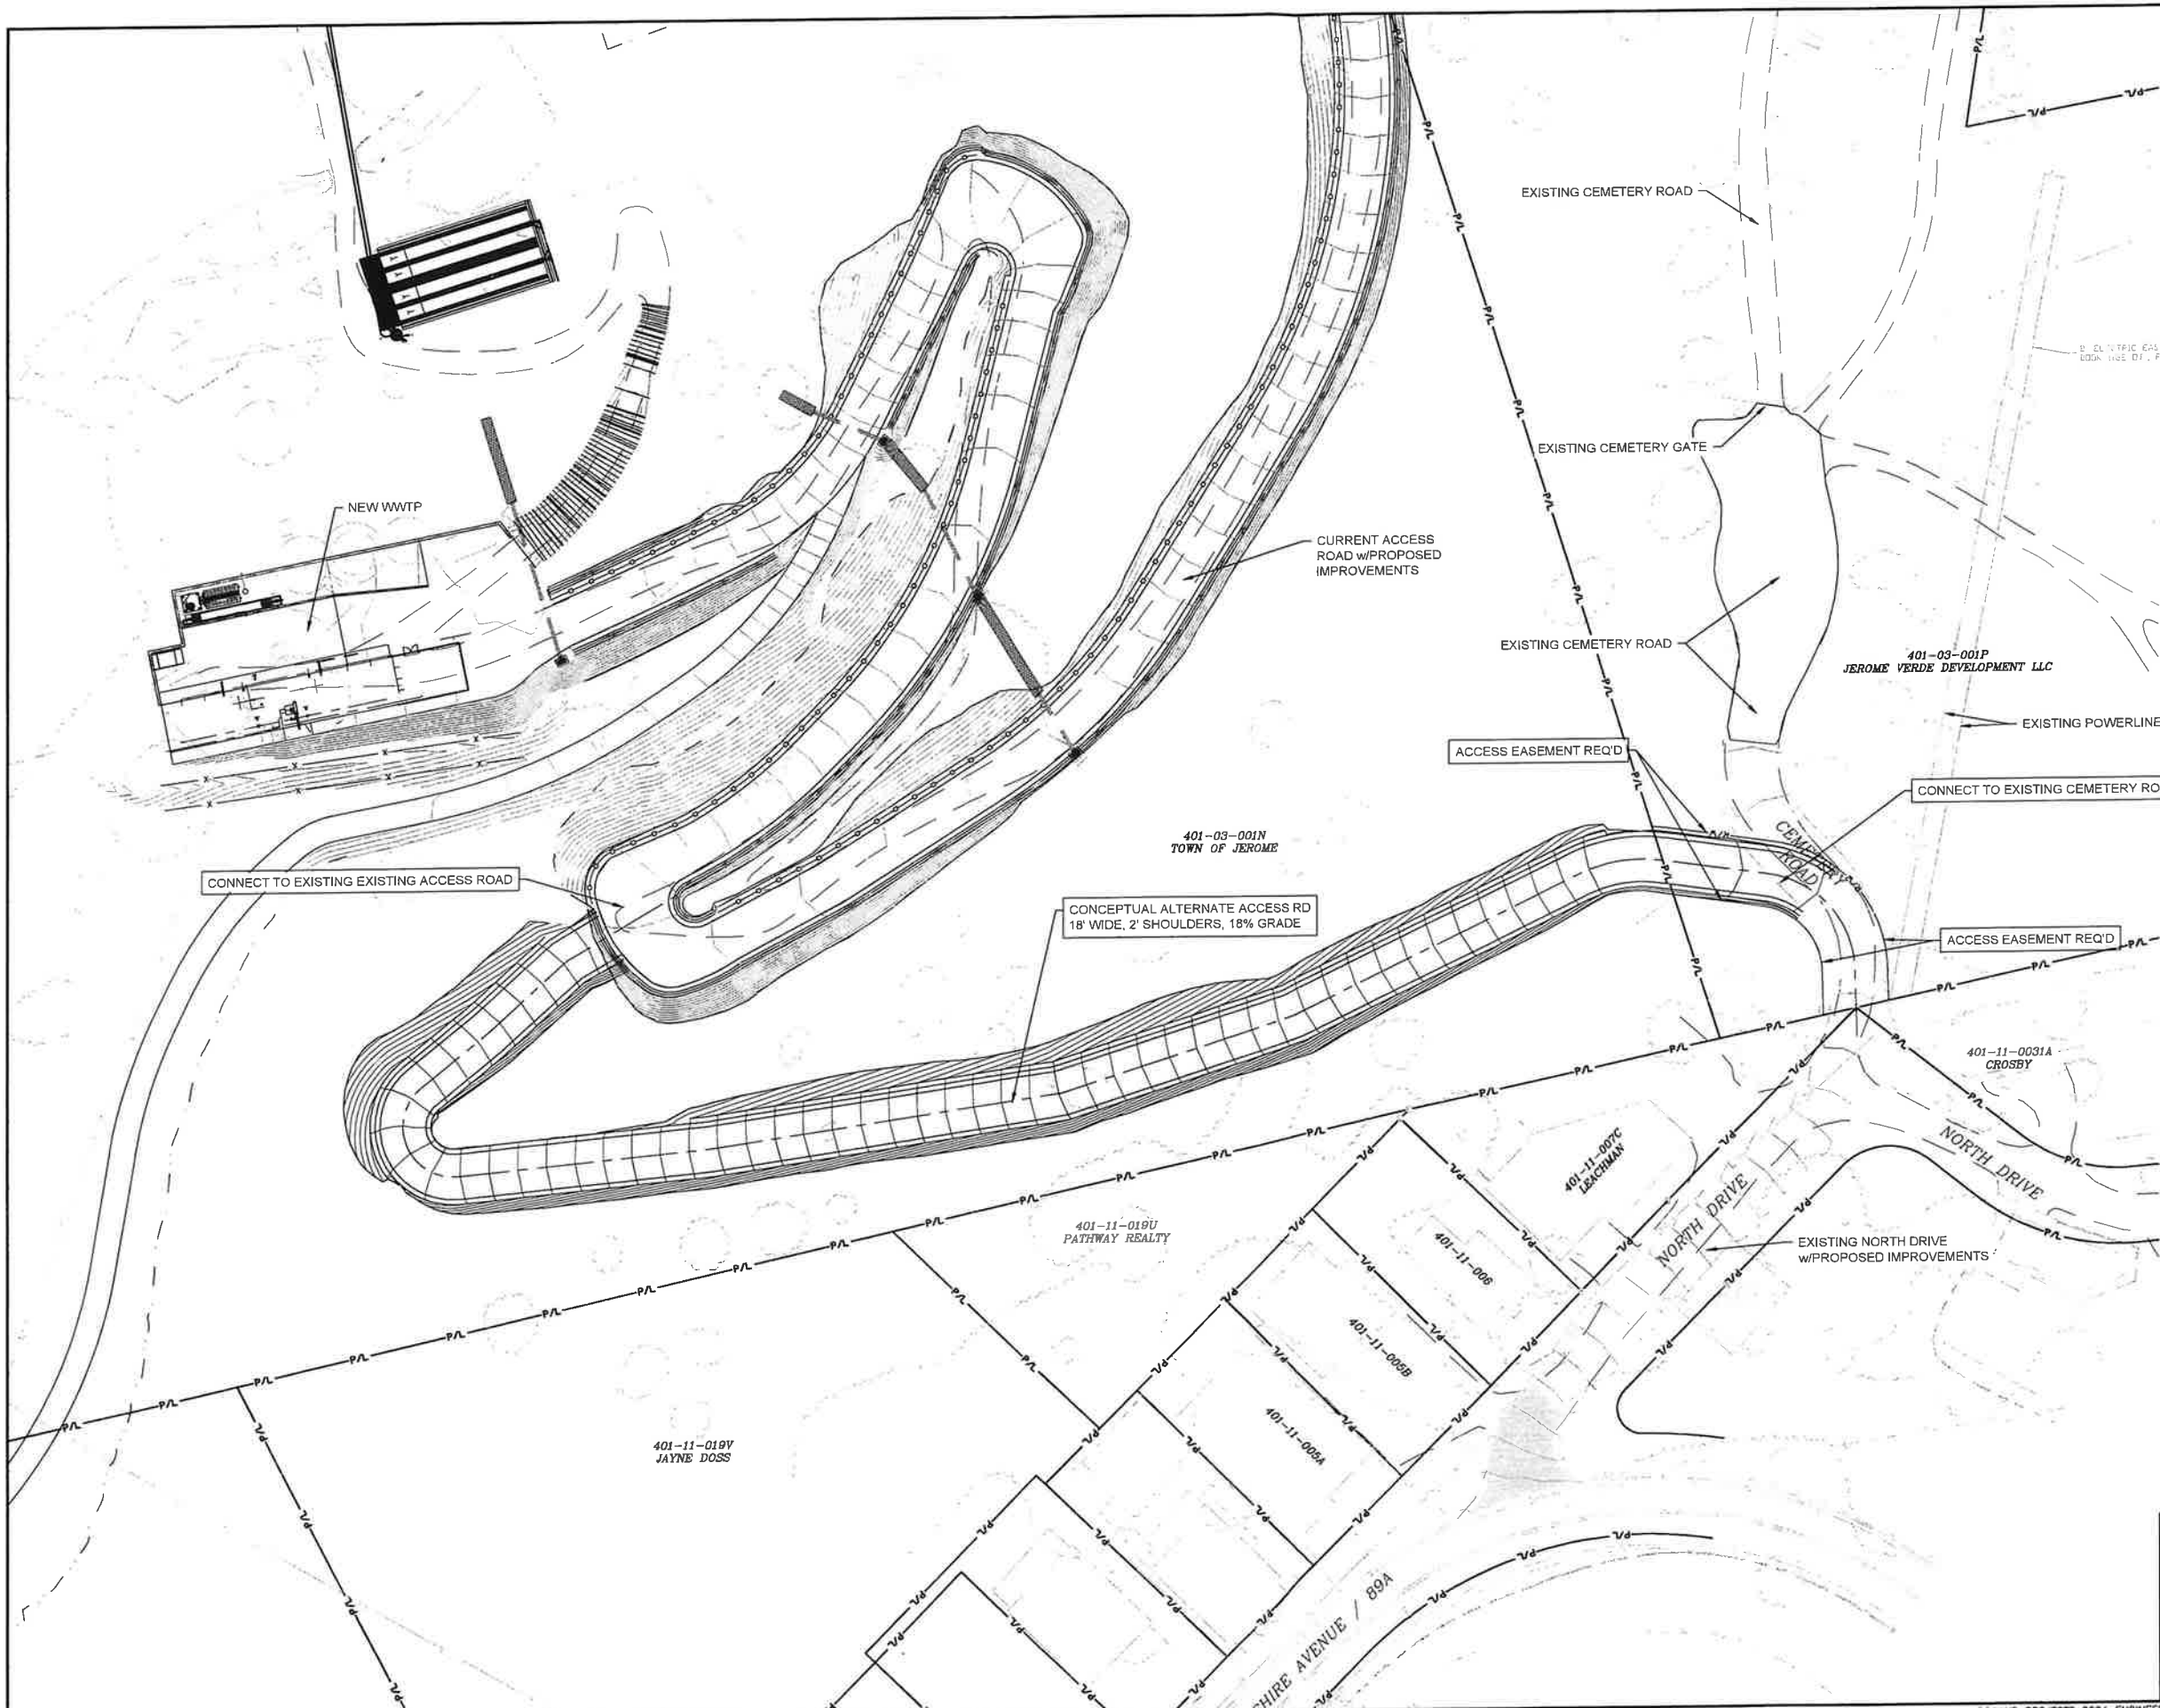 EXISTING CEMETERY ROAD
EXISTING CEMETERY GATE
NEW WWTP
CURRENT ACCESS
ROAD w/PROPOSED
IMPROVEMENTS
EXISTING CEMETERY ROAD
401-03-001P
JEROME VERDE DEVELOPMENT LLC
EXISTING POWERLINE
ACCESS EASEMENT REQ'D
CONNECT TO EXISTING CEMETERY RO
CEMETERY
ROAD
401-03-001N
TOWN OF JEROME
CONNECT TO EXISTING EXISTING ACCESS ROAD
CONCEPTUAL ALTERNATE ACCESS RD
18' WIDE, 2' SHOULDERS, 18% GRADE
ACCESS EASEMENT REQ'D
401-11-0031A
CROSBY
NORTH DRIVE
401-11-007C
LEACHMAN
NORTH DRIVE
401-11-019U
PATHWAY REALTY
401-11-006
EXISTING NORTH DRIVE
w/PROPOSED IMPROVEMENTS
401-11-005B
401-11-005A
401-11-019V
JAYNE DOSS
HIRE AVENUE / 89A
P/L